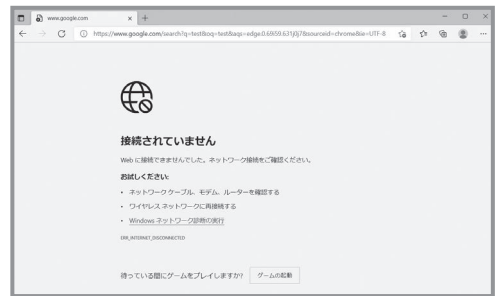 www.google.com
https://www.google.com/search?q=test&oq=test&aqs=edge.0.69i59.631j0j7&sourceid=chrome&ie=UTF-8
接続されていません
Web に接続できませんでした。ネットワーク接続をご確認ください。
お試しください:
• ネットワーク ケーブル、モデム、ルーターを確認する
• ワイヤレス ネットワークに再接続する
• Windows ネットワーク診断の実行
ERR_INTERNET_DISCONNECTED
待っている間にゲームをプレイしますか? ゲームの起動